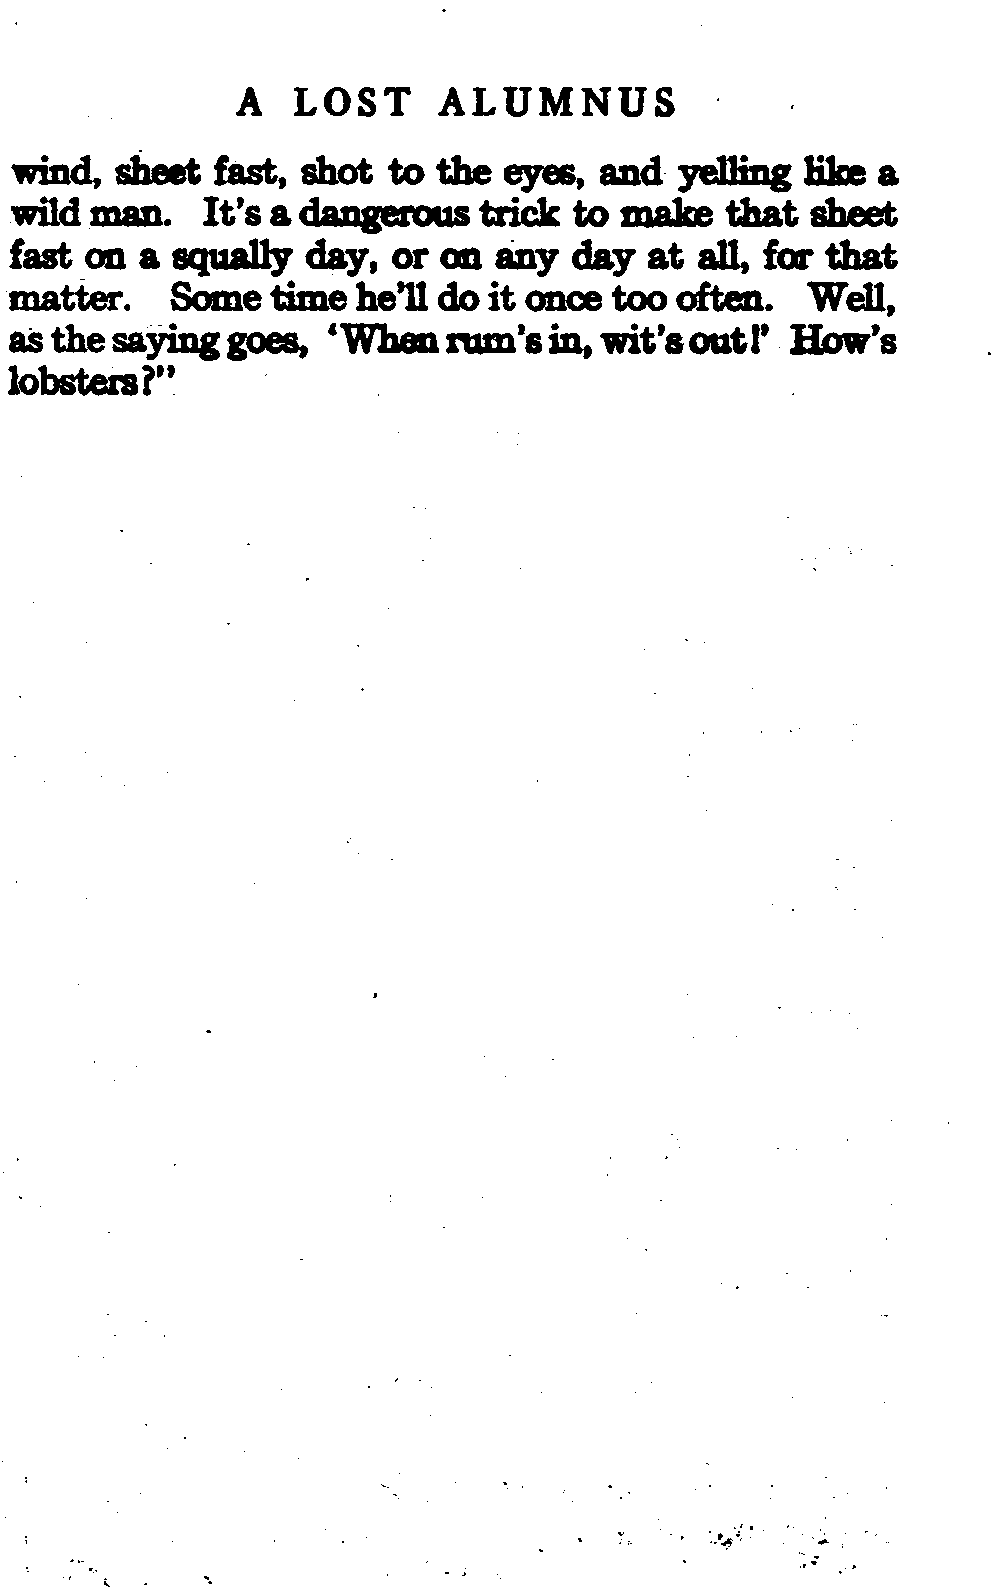 A LOST ALUMNUS
wind, sheet fast, shot to the eyes, and yelling like a
wild man. It's a dangerous trick to make that sheet
fast on a squally day, or on any day at all, for that
matter. Some time he'll do it once too often. Well,
as the saying goes, ‘When rum's in, wit's out!’ How's
lobsters?”